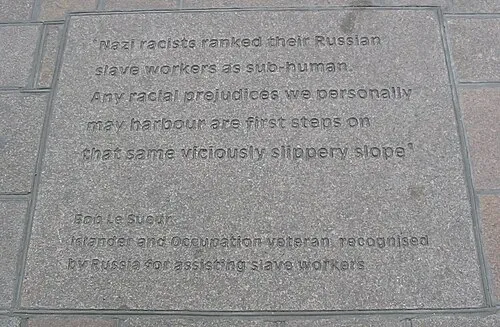 "Nazi racists ranked their Russian
slave workers as sub-human.
Any racial prejudices we personally
may harbour are first steps on
that same viciously slippery slope"
Bob Le Sueur,
Islander and Occupation veteran, recognised
by Russia for assisting slave workers